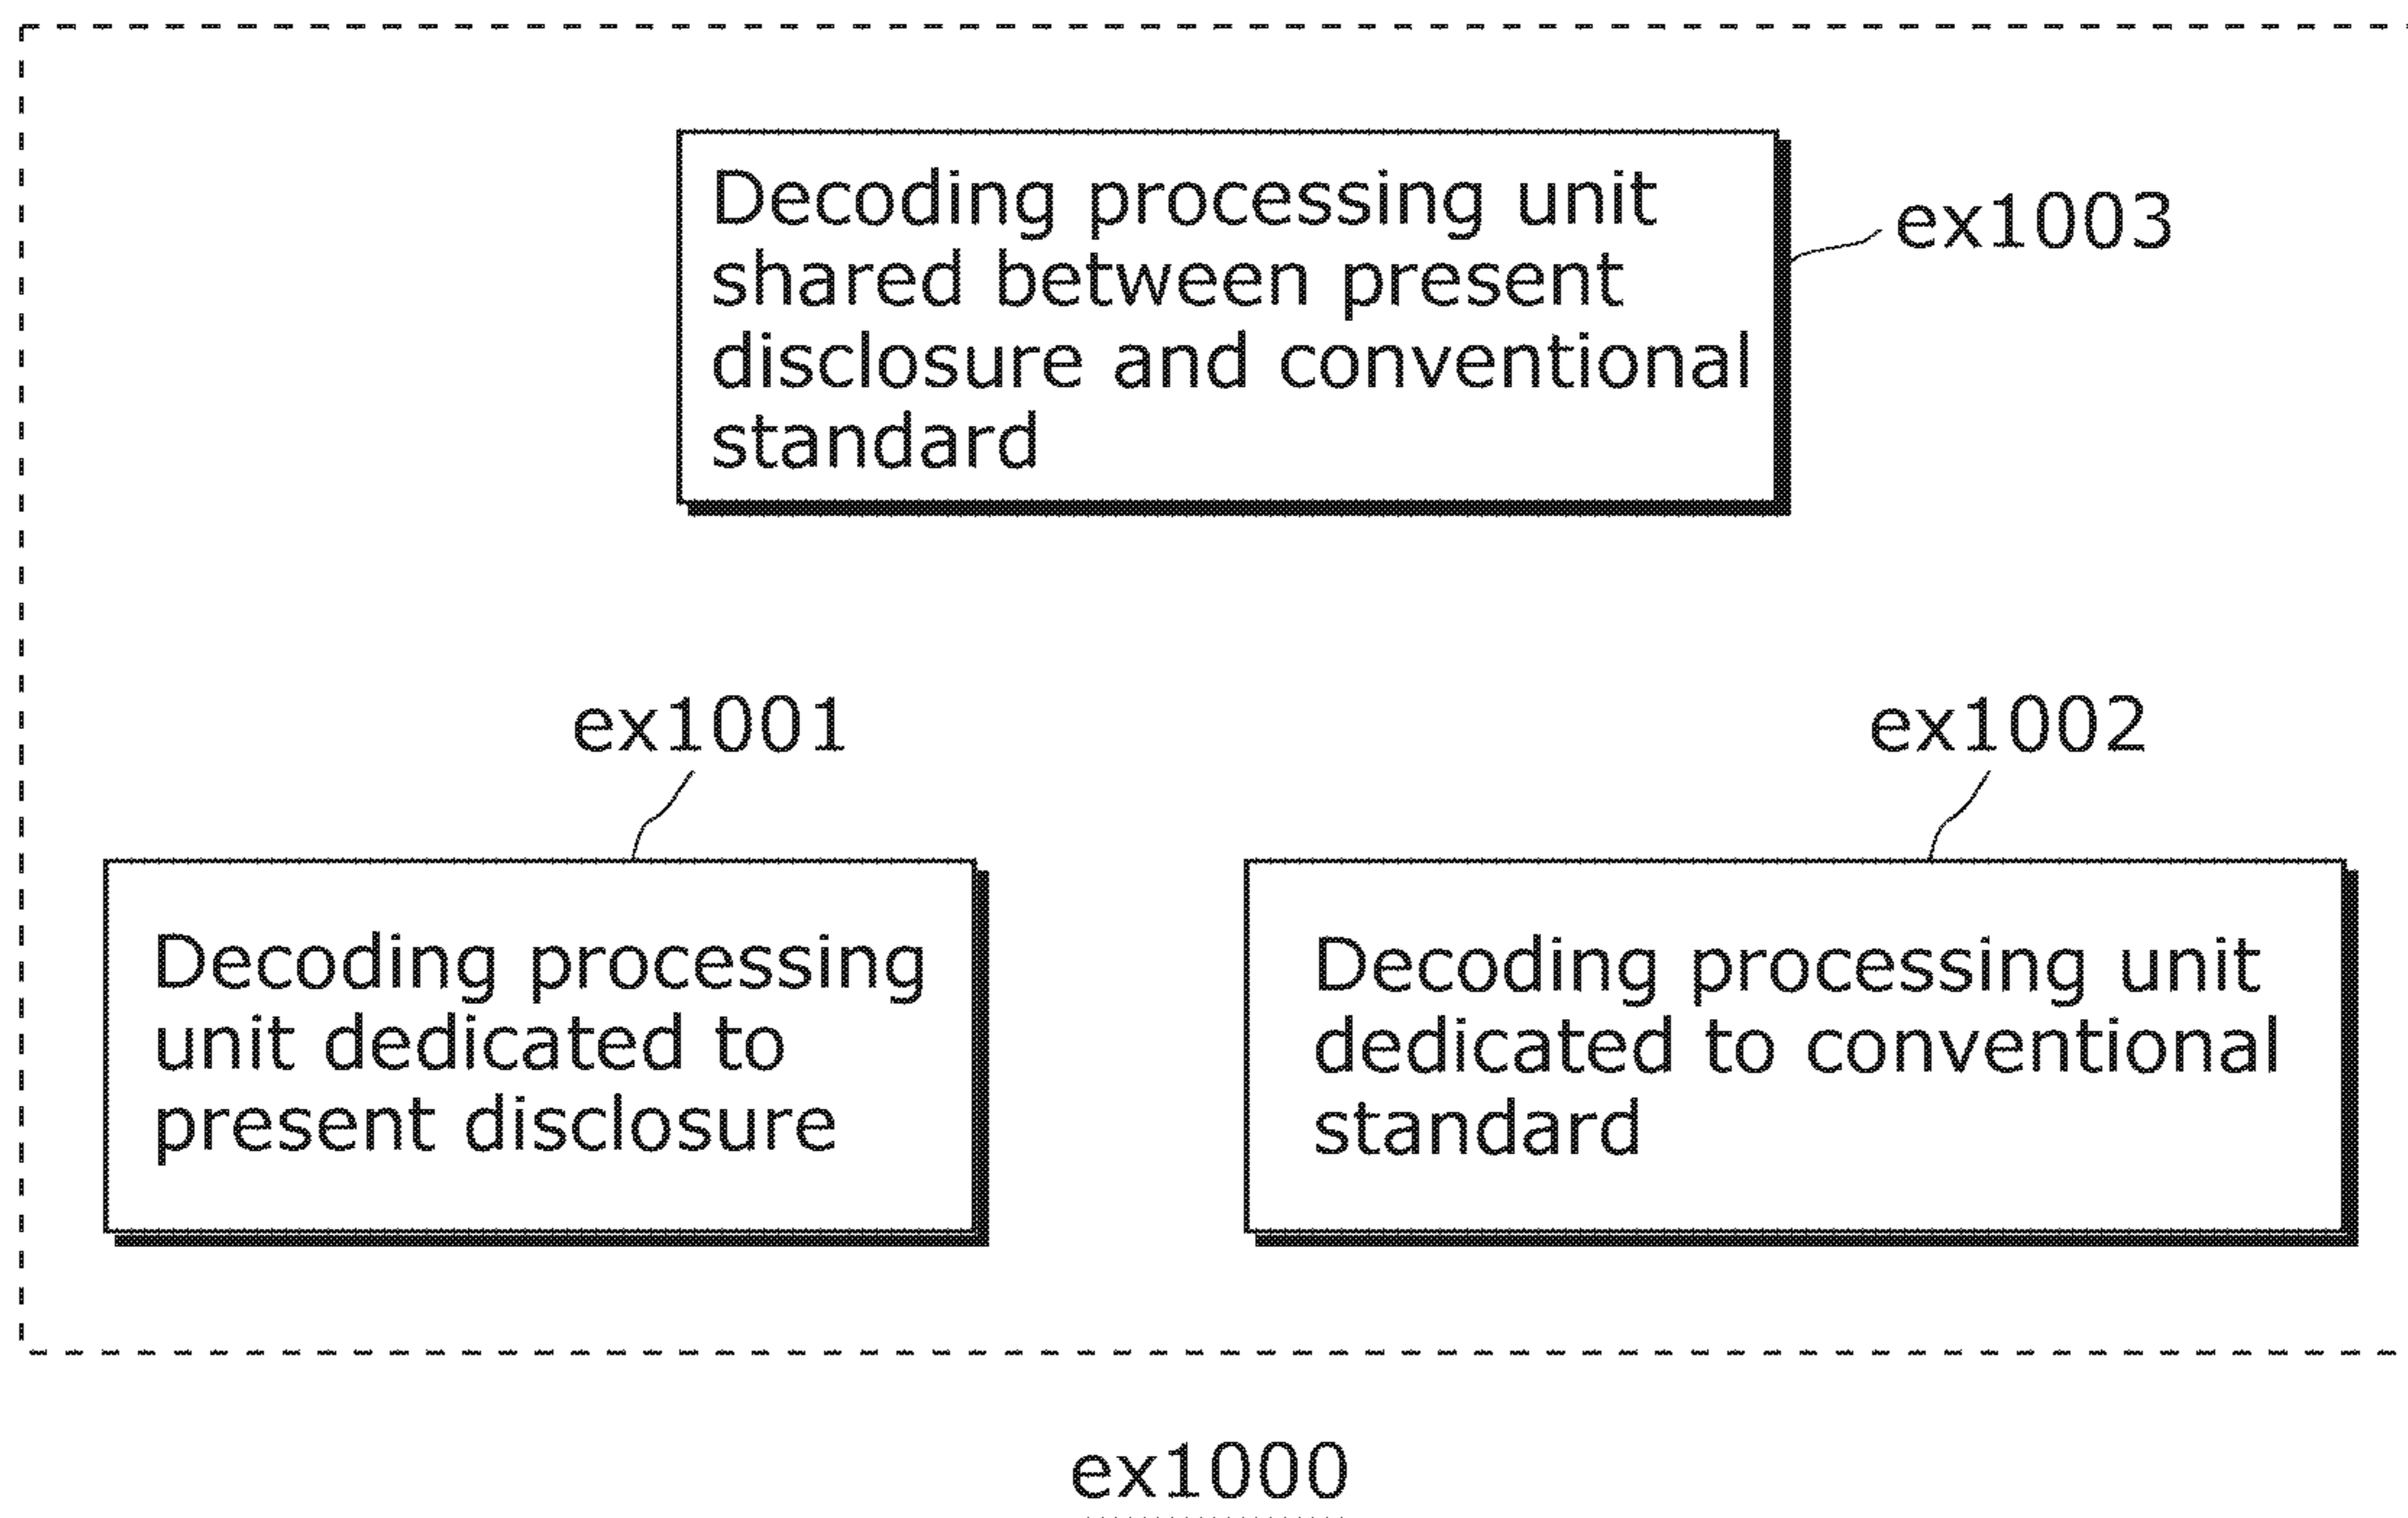 Decoding processing unit
shared between present
disclosure and conventional
standard
ex1003
ex1001
ex1002
Decoding processing
unit dedicated to
present disclosure
Decoding processing unit
dedicated to conventional
standard
ex1000